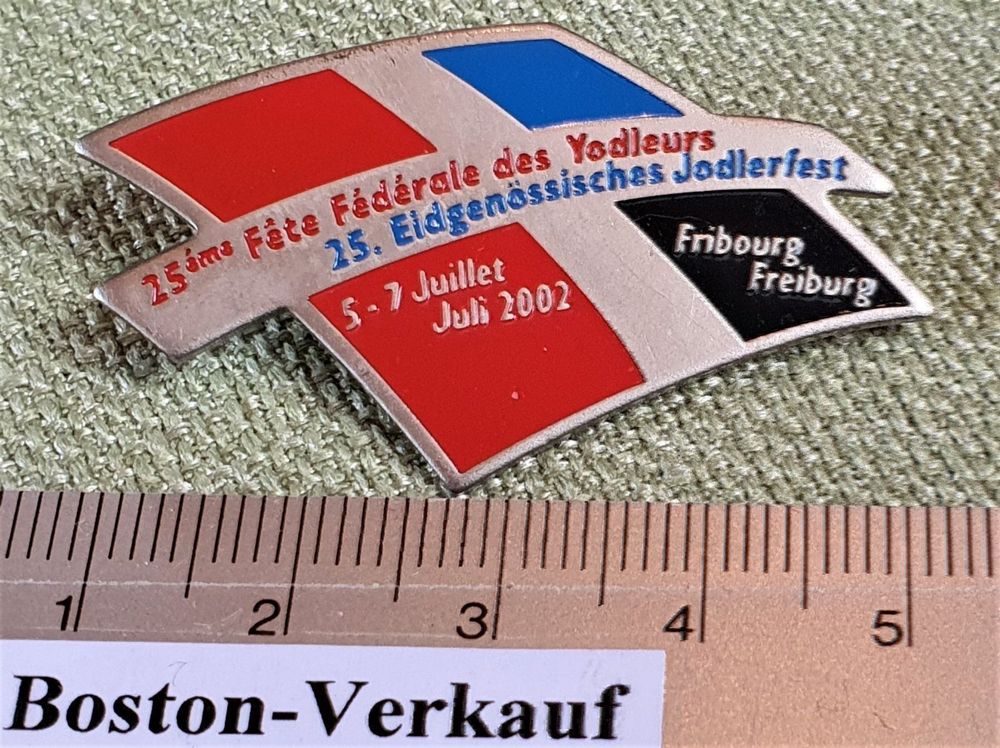 25éme Fête Fédérale des Yodleurs
25. Eidgenössisches Jodlerfest
5-7 Juillet
Juli 2002
Fribourg
Freiburg
1 2 3 4 5
Boston-Verkauf